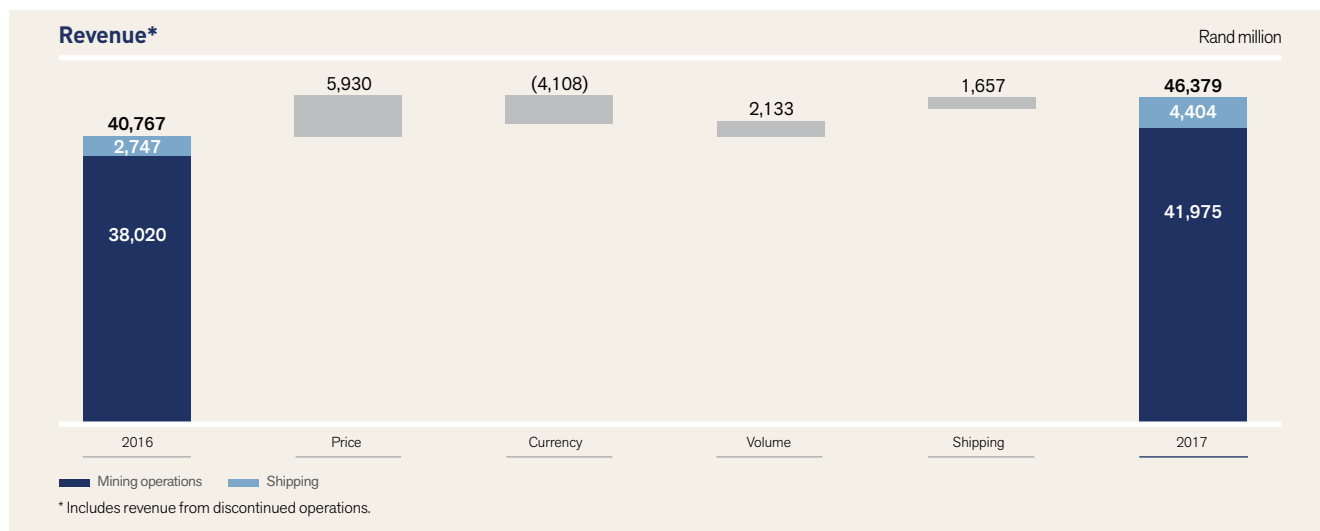 Revenue*
Rand million
40,767
2,747
38,020
5,930
(4,108)
2,133
1,657
46,379
4,404
41,975
2016
Price
Currency
Volume
Shipping
2017
Mining operations
Shipping
* Includes revenue from discontinued operations.